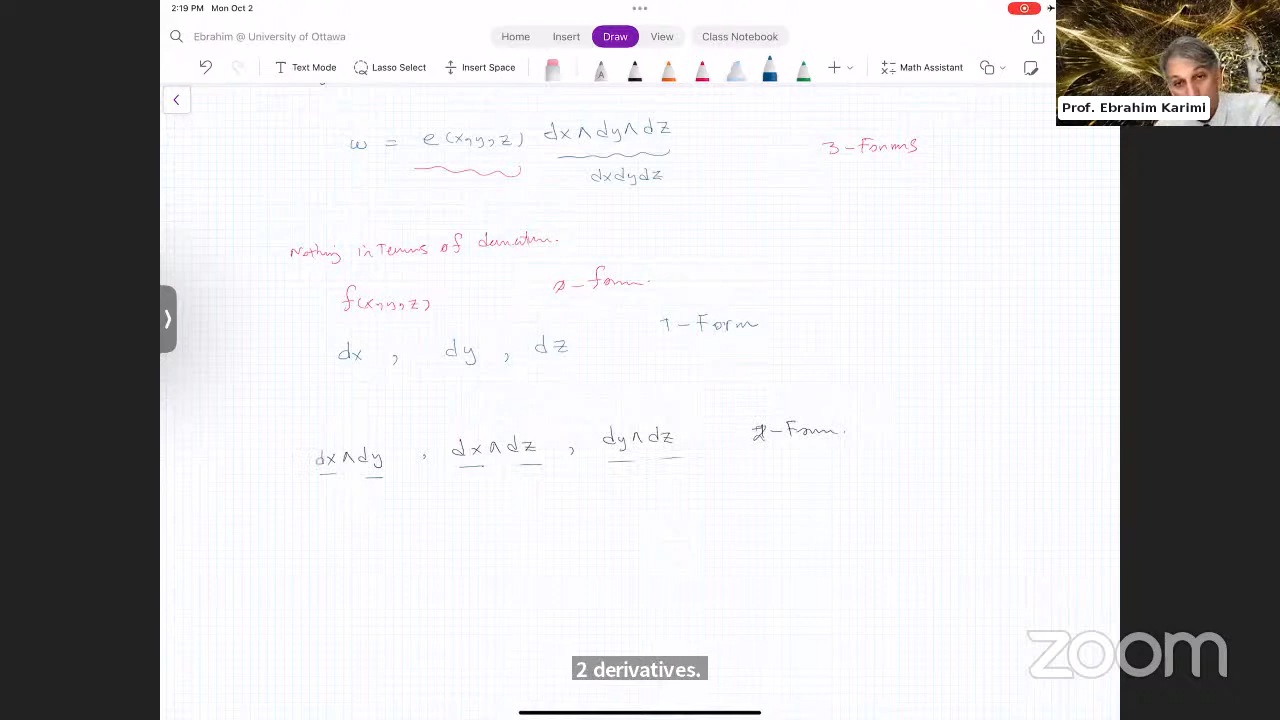 2:19 PM Mon Oct 2
Ebrahim @ University of Ottawa
Home Insert Draw View Class Notebook
Text Mode Lasso Select Insert Space Math Assistant
Prof. Ebrahim Karimi
ω = e(x,y,z) dx∧dy∧dz
3-Forms
dxdydz
Nothing in Terms of
f(x,y,z) 0-form.
1-Form
dx, dy, dz
dx∧dy, dx∧dz, dy∧dz 2-Form.
zoom
2 derivatives.